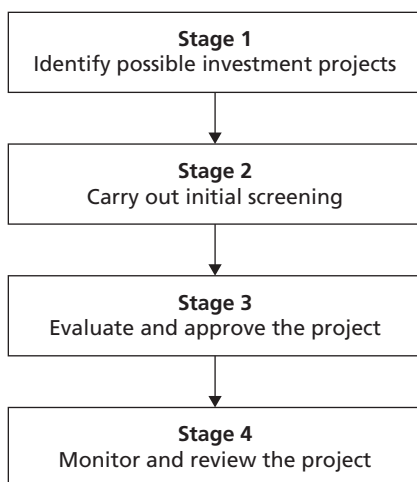 Stage 1
Identify possible investment projects
Stage 2
Carry out initial screening
Stage 3
Evaluate and approve the project
Stage 4
Monitor and review the project